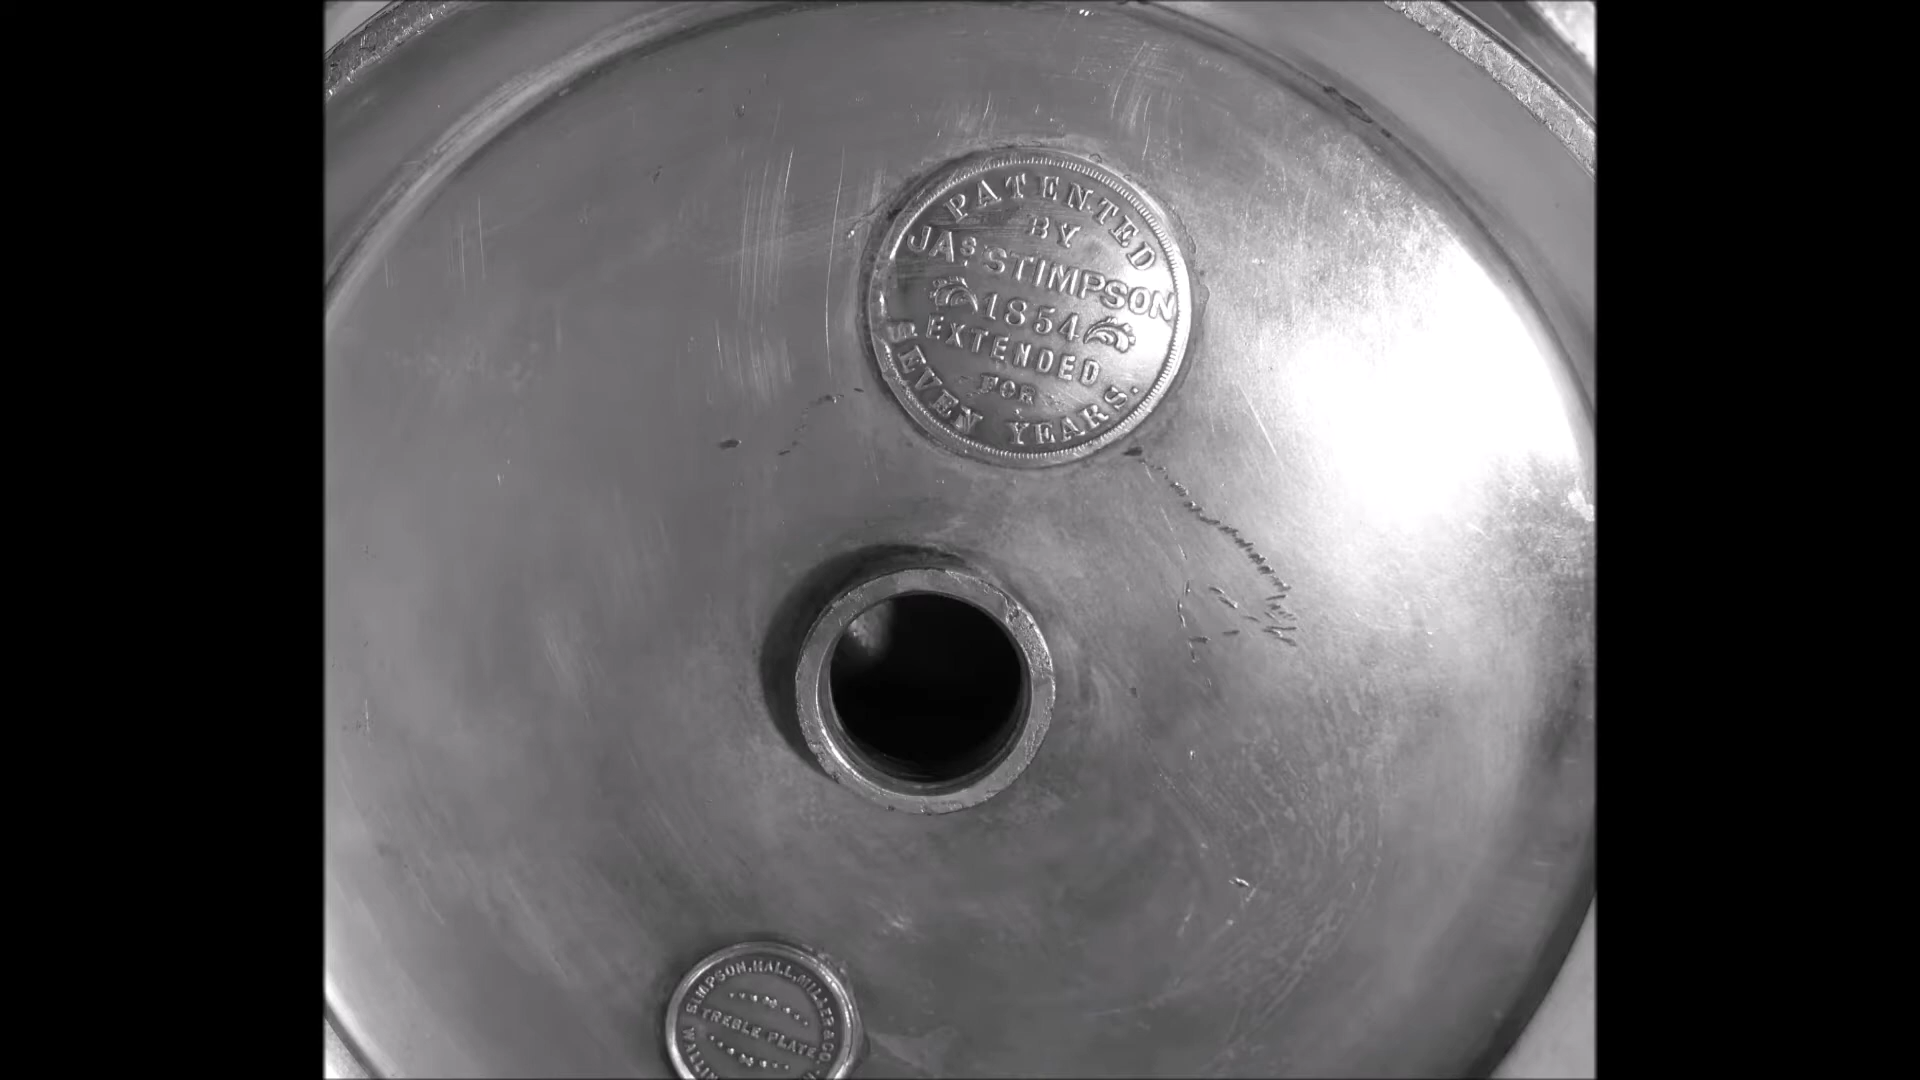 PATENTED
BY
JAS. STIMPSON
1854
EXTENDED
FOR
SEVEN YEARS.
SIMPSON, HALL, MILLER & CO.
TREBLE PLATE